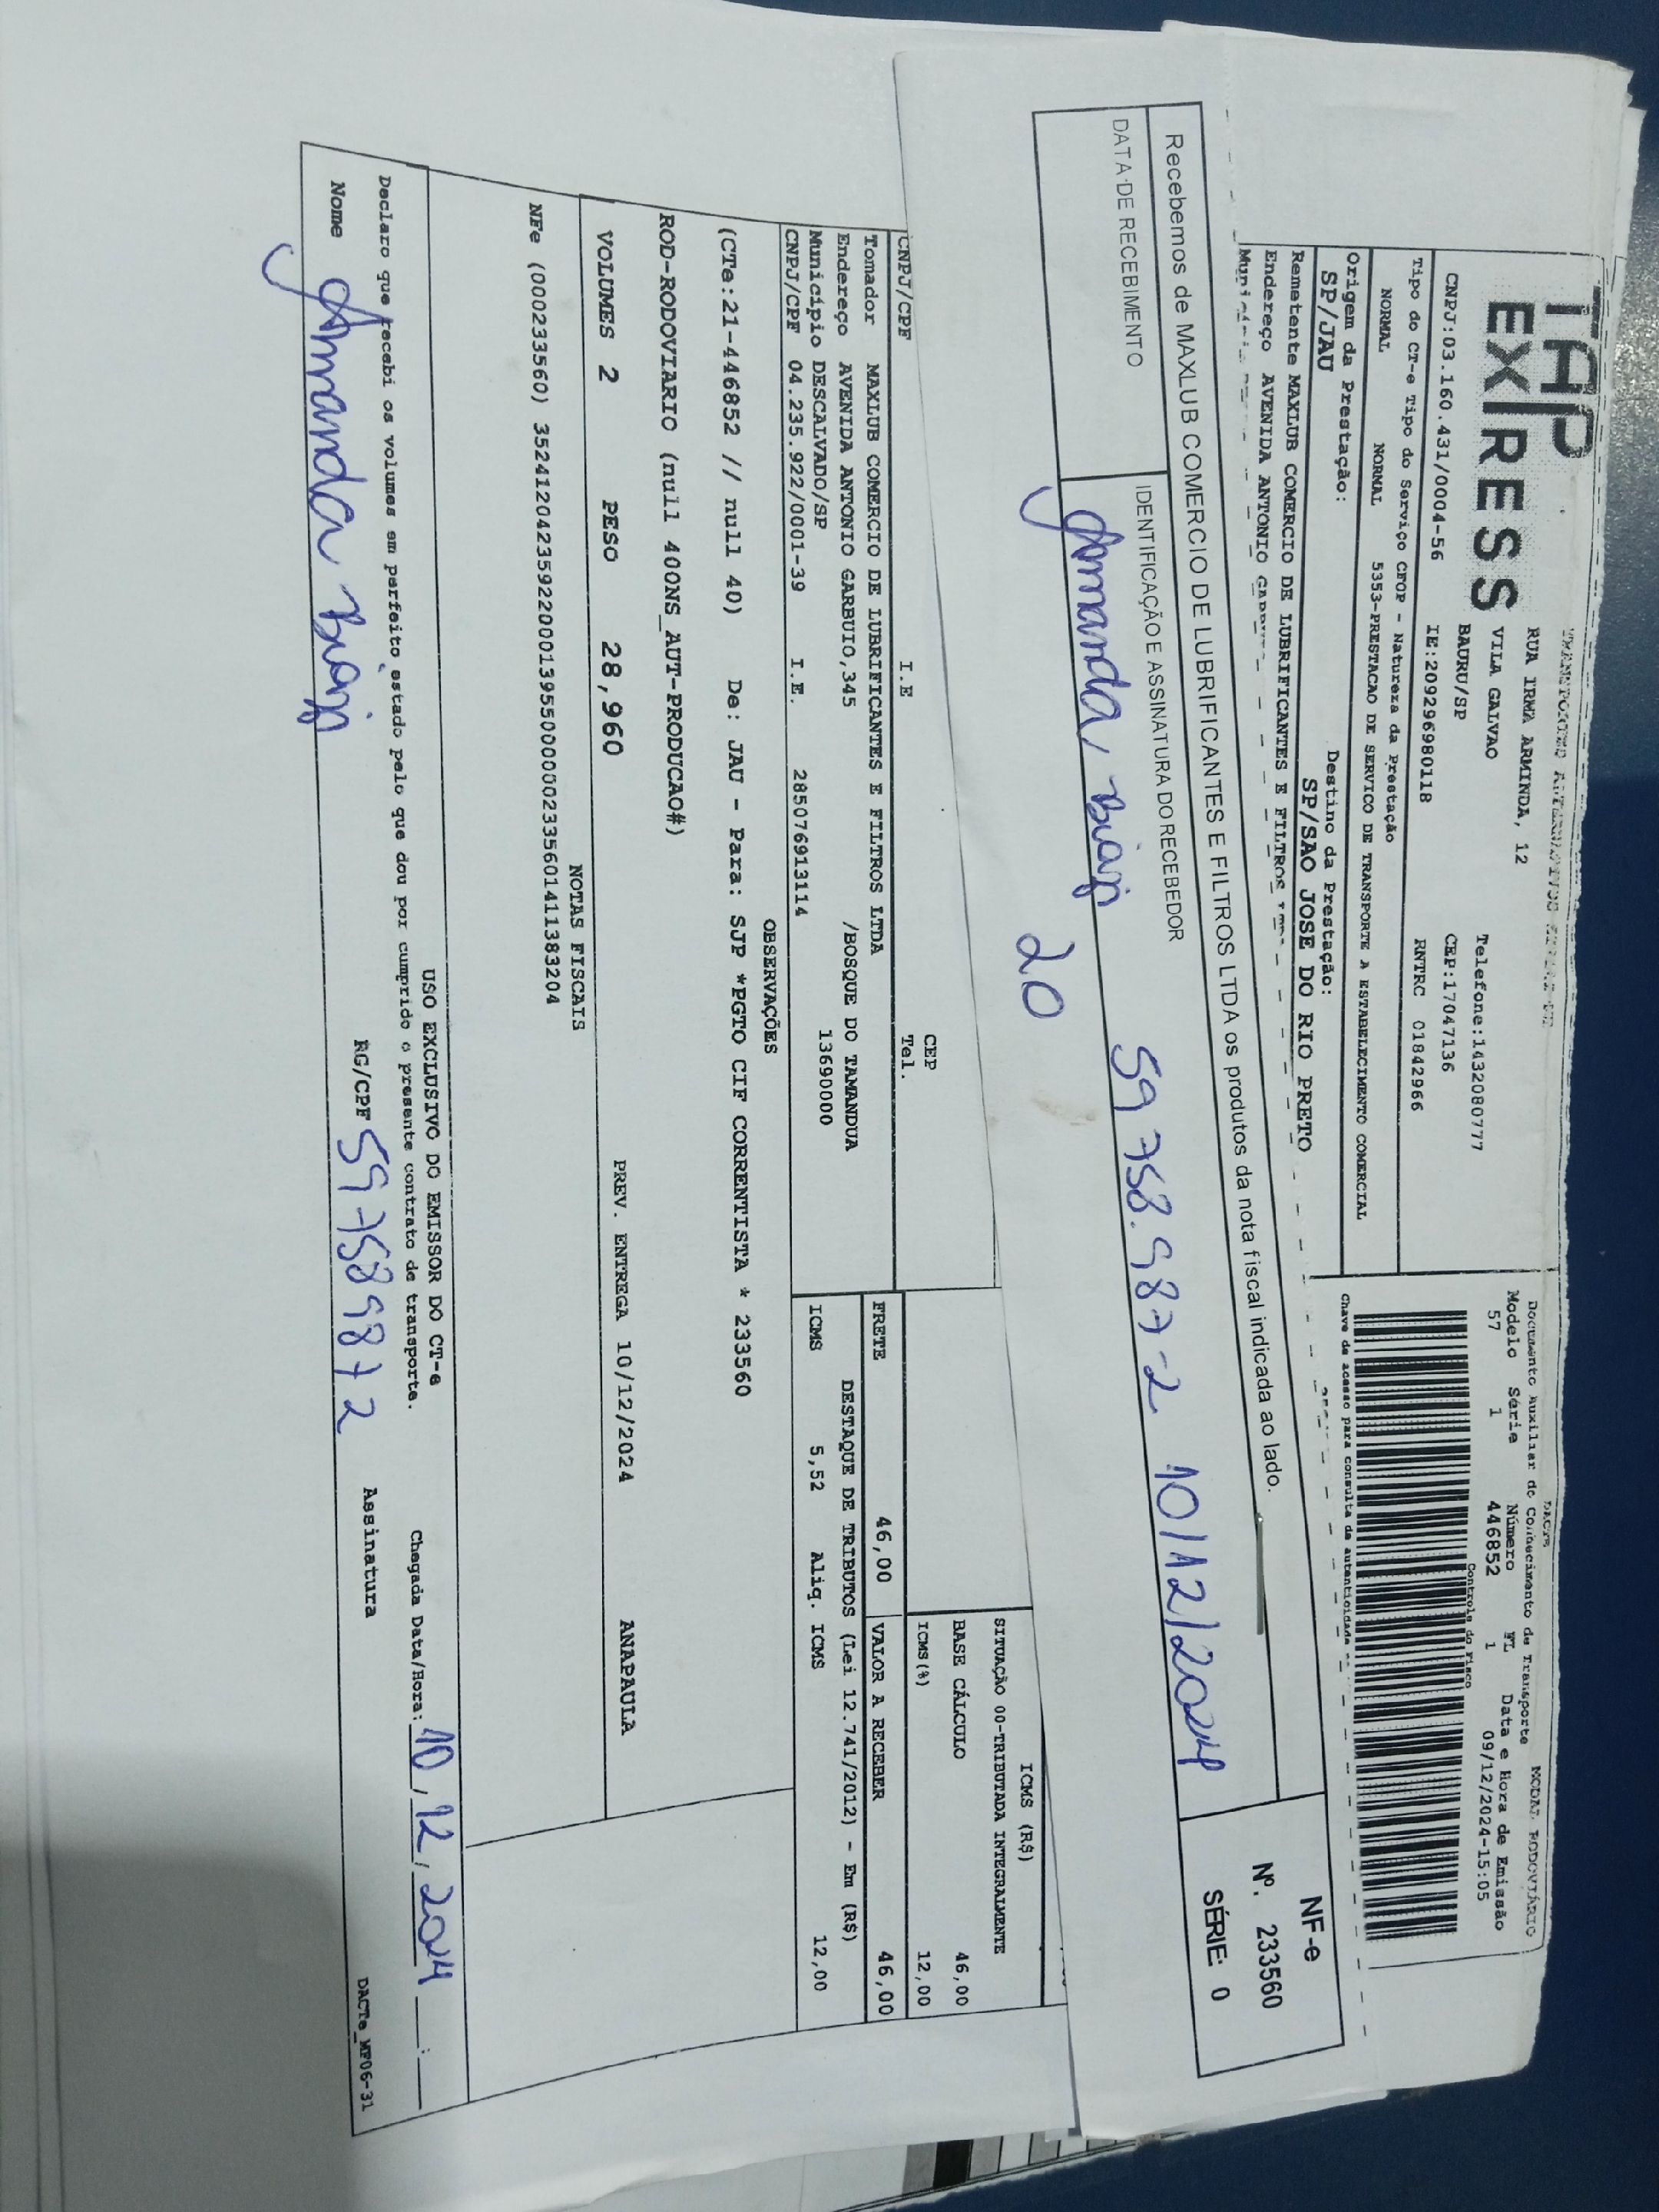 TAP
EX/RESS
RUA IRMA ARMINDA, 12
VILA GALVAO
BAURU/SP
Telefone:1432080777
CEP:17047136
CNPJ:03.160.431/0004-56 IE:209296980118 RNTRC 01842966
DACTE MODAL RODOVIÁRIO
Documento Auxiliar de Conhecimento de Transporte
Modelo Série Número FL Data e Hora de Emissão
57 1 446852 1 09/12/2024-15:05
Controle do Fisco
Tipo do CT-e Tipo do Serviço CFOP - Natureza da Prestação
NORMAL NORMAL 5353-PRESTACAO DE SERVICO DE TRANSPORTE A ESTABELECIMENTO COMERCIAL
Chave de acesso para consulta de autenticidade
Origem da Prestação: Destino da Prestação:
SP/JAU SP/SAO JOSE DO RIO PRETO
Remetente MAXLUB COMERCIO DE LUBRIFICANTES E FILTROS
Endereço AVENIDA ANTONIO
Recebemos de MAXLUB COMERCIO DE LUBRIFICANTES E FILTROS LTDA os produtos da nota fiscal indicada ao lado.
NF-e
Nº. 233560
SÉRIE: 0
DATA DE RECEBIMENTO IDENTIFICAÇÃO E ASSINATURA DO RECEBEDOR
Amanda Biaji 59 758.987-2 10/12/2024
20
ICMS (R$)
SITUAÇÃO 00-TRIBUTADA INTEGRALMENTE
BASE CÁLCULO 46,00
ICMS(%) 12,00
CEP
CNPJ/CPF I.E Tel.
Tomador MAXLUB COMERCIO DE LUBRIFICANTES E FILTROS LTDA
Endereço AVENIDA ANTONIO GARBUIO,345 /BOSQUE DO TAMANDUA
Município DESCALVADO/SP 13690000
CNPJ/CPF 04.235.922/0001-39 I.E. 285076913114
FRETE 46,00 VALOR A RECEBER 46,00
DESTAQUE DE TRIBUTOS (Lei 12.741/2012) - Em (R$)
ICMS 5,52 Aliq. ICMS 12,00
OBSERVAÇÕES
(CTe:21-446852 // null 40) De: JAU - Para: SJP *PGTO CIF CORRENTISTA * 233560
ROD-RODOVIARIO (null 400NS_AUT-PRODUCAO#)
VOLUMES 2 PESO 28,960 PREV. ENTREGA 10/12/2024 ANAPAULA
NOTAS FISCAIS
NFe (000233560) 35241204235922000139550000002335601411383204
USO EXCLUSIVO DO EMISSOR DO CT-e
Declaro que recebi os volumes em perfeito estado pelo que dou por cumprido o presente contrato de transporte.
Chegada Data/Hora: 10/12/2024 __:__
Nome Amanda Biaji RG/CPF 59 758987 2 Assinatura
DACTe_MF06-31